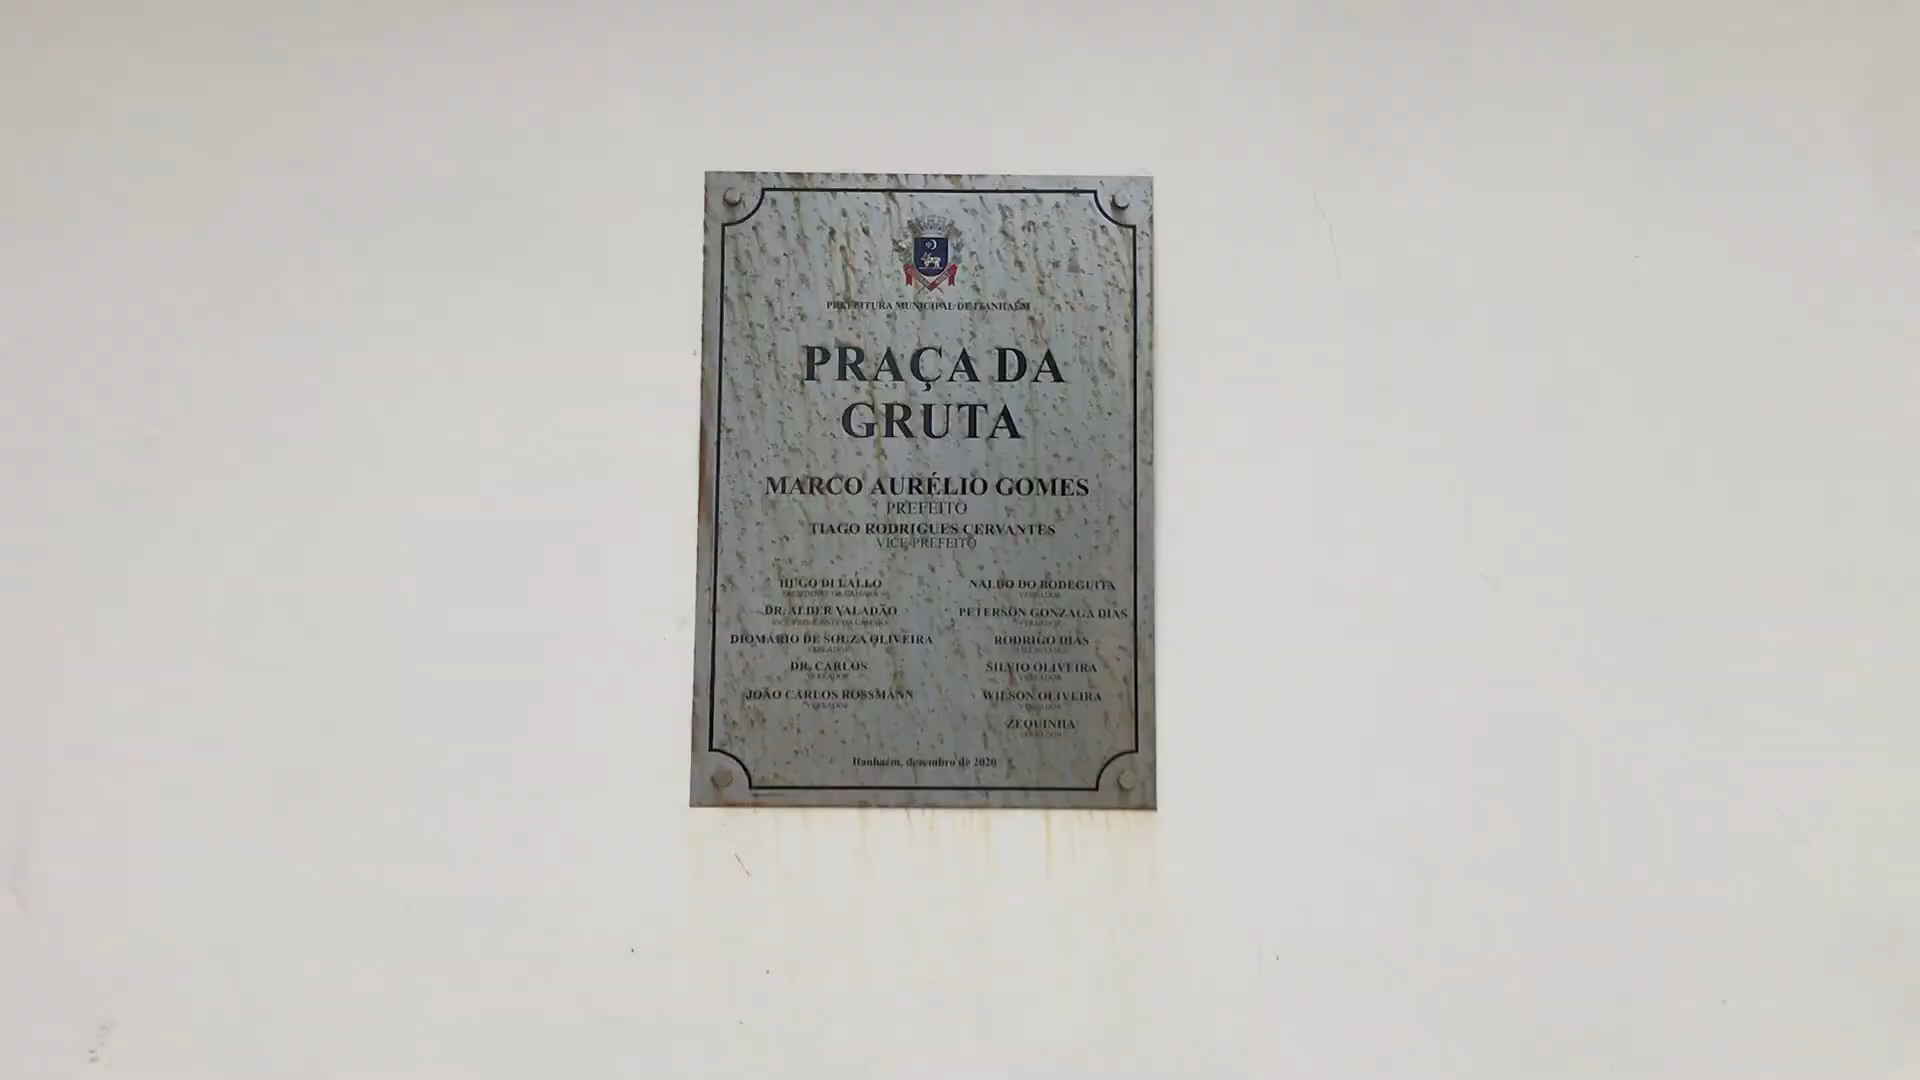 PREFEITURA MUNICIPAL DE ITANHAÉM
PRAÇA DA
GRUTA
MARCO AURÉLIO GOMES
PREFEITO
TIAGO RODRIGUES CERVANTES
VICE-PREFEITO
HUGO DI LALLO
PRESIDENTE DA CÂMARA
DR. ALDER VALADÃO
VICE-PRESIDENTE DA CÂMARA
DIOMÁRIO DE SOUZA OLIVEIRA
VEREADOR
DR. CARLOS
VEREADOR
JOÃO CARLOS ROSSMANN
VEREADOR
NALDO DO BODEGUITA
VEREADOR
PETERSON GONZAGA DIAS
VEREADOR
RODRIGO DIAS
VEREADOR
SILVIO OLIVEIRA
VEREADOR
WILSON OLIVEIRA
VEREADOR
ZEQUINHA
VEREADOR
Itanhaém, dezembro de 2020